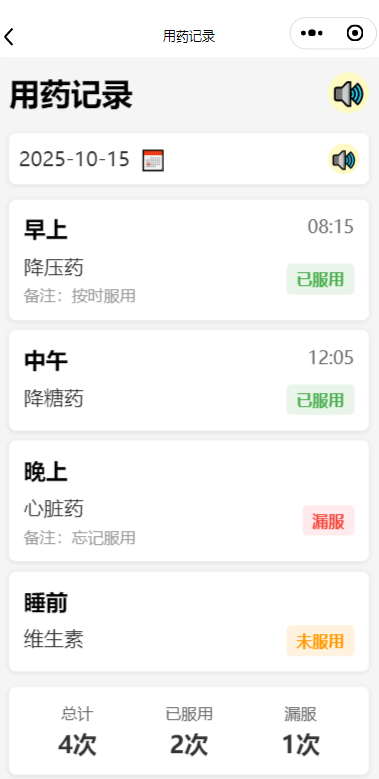 用药记录
用药记录
2025-10-15
早上 08:15
降压药
已服用
备注：按时服用
中午 12:05
降糖药 已服用
晚上
心脏药
漏服
备注：忘记服用
睡前
维生素 未服用
总计 已服用 漏服
4次 2次 1次